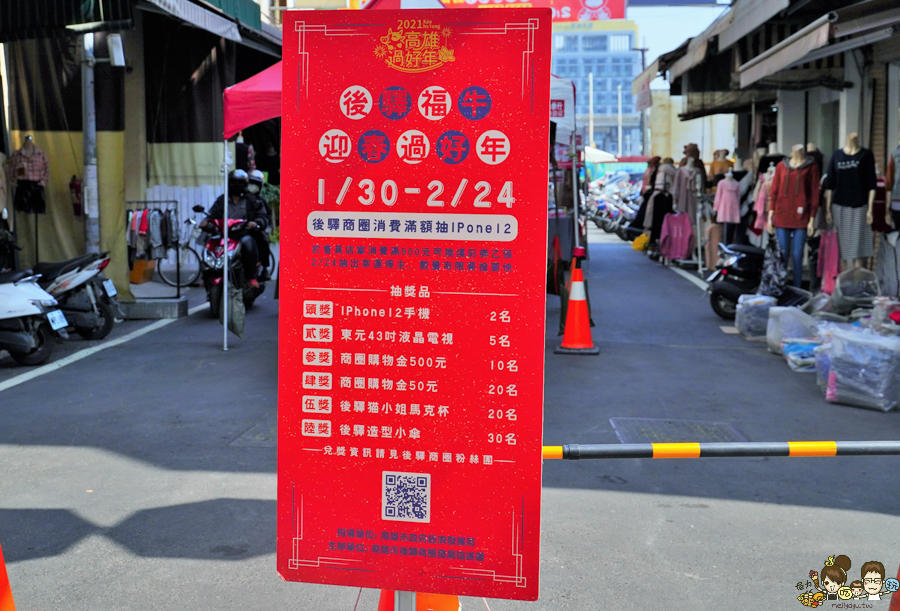 2021 Kao hsiung
高雄
過好年
後驛福牛
迎春過好年
1/30-2/24
後驛商圈消費滿額抽IPone12
抽獎品
頭獎 IPhone12手機 2名
貳獎 東元43吋液晶電視 5名
參獎 商圈購物金500元 10名
肆獎 商圈購物金50元 20名
伍獎 後驛猫小姐馬克杯 20名
陸獎 後驛造型小傘 30名
兌獎資訊請見後驛商圈粉絲團
meilyou.tw